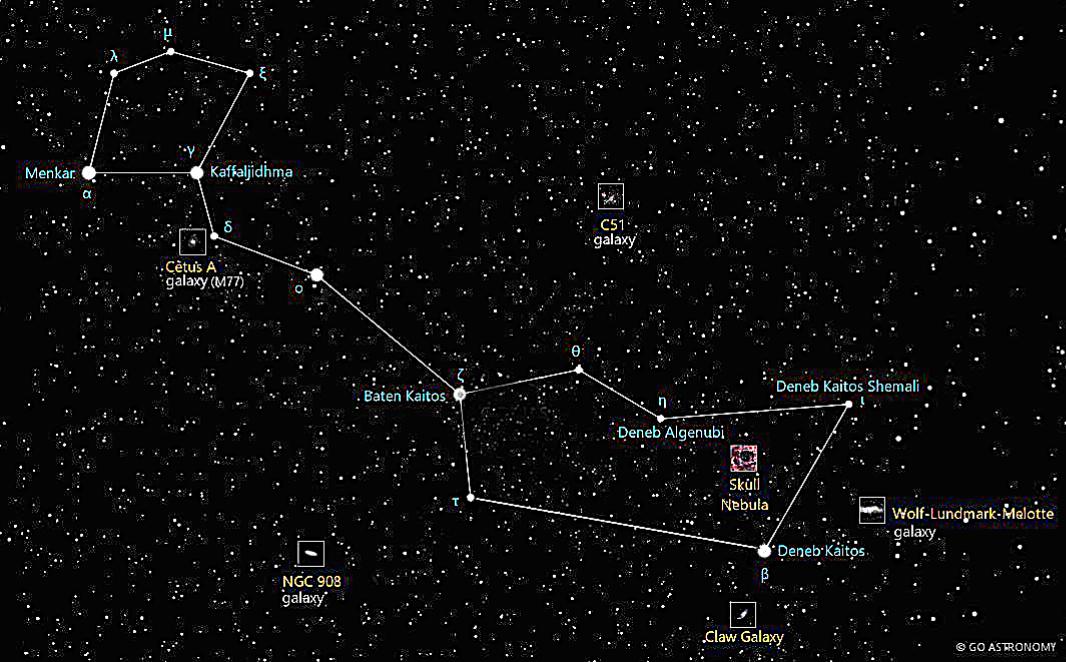 μ
λ
ξ
γ
Menkar
Kaffaljidhma
α
C51
galaxy
δ
Cetus A
galaxy (M77)
ο
θ
ζ
Deneb Kaitos Shemali
Baten Kaitos
η
ι
Deneb Algenubi
Skull
Nebula
τ
Wolf-Lundmark-Melotte
galaxy
Deneb Kaitos
β
NGC 908
galaxy
Claw Galaxy
© GO ASTRONOMY